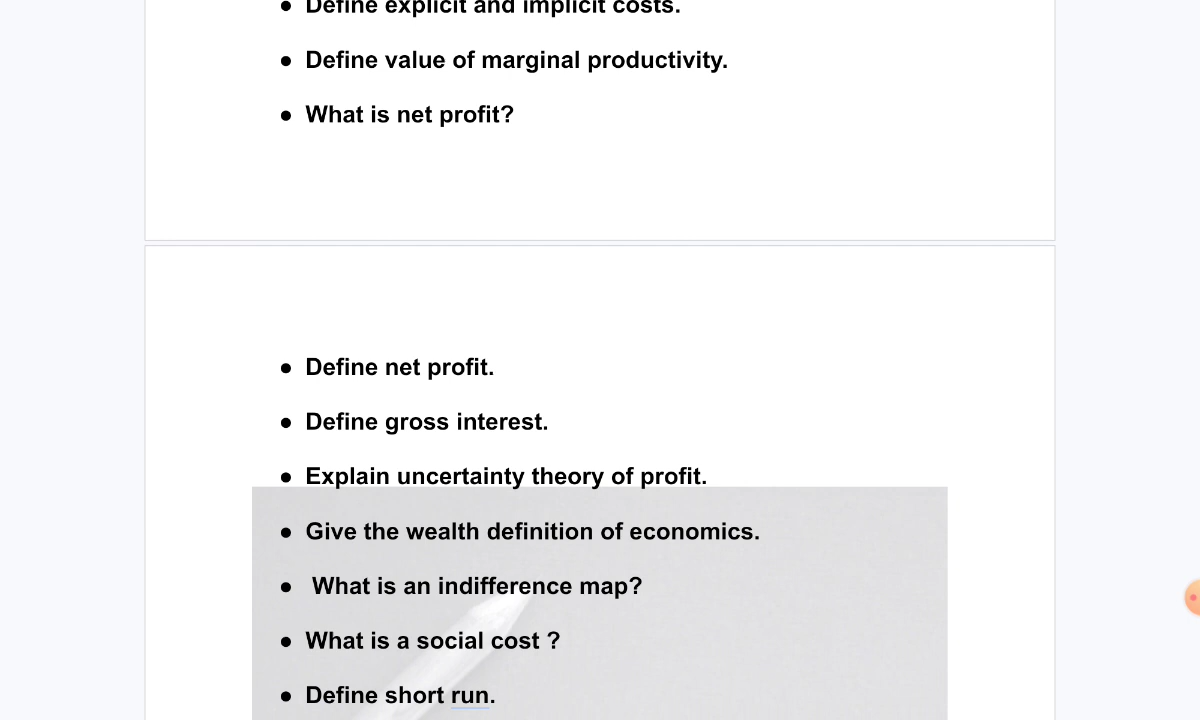 ● Define explicit and implicit costs.
● Define value of marginal productivity.
● What is net profit?
● Define net profit.
● Define gross interest.
● Explain uncertainty theory of profit.
● Give the wealth definition of economics.
● What is an indifference map?
● What is a social cost ?
● Define short run.